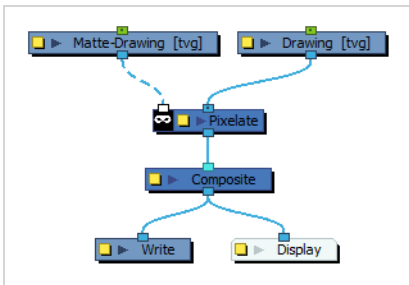 Matte-Drawing [tvg]
Drawing [tvg]
Pixelate
Composite
Write
Display